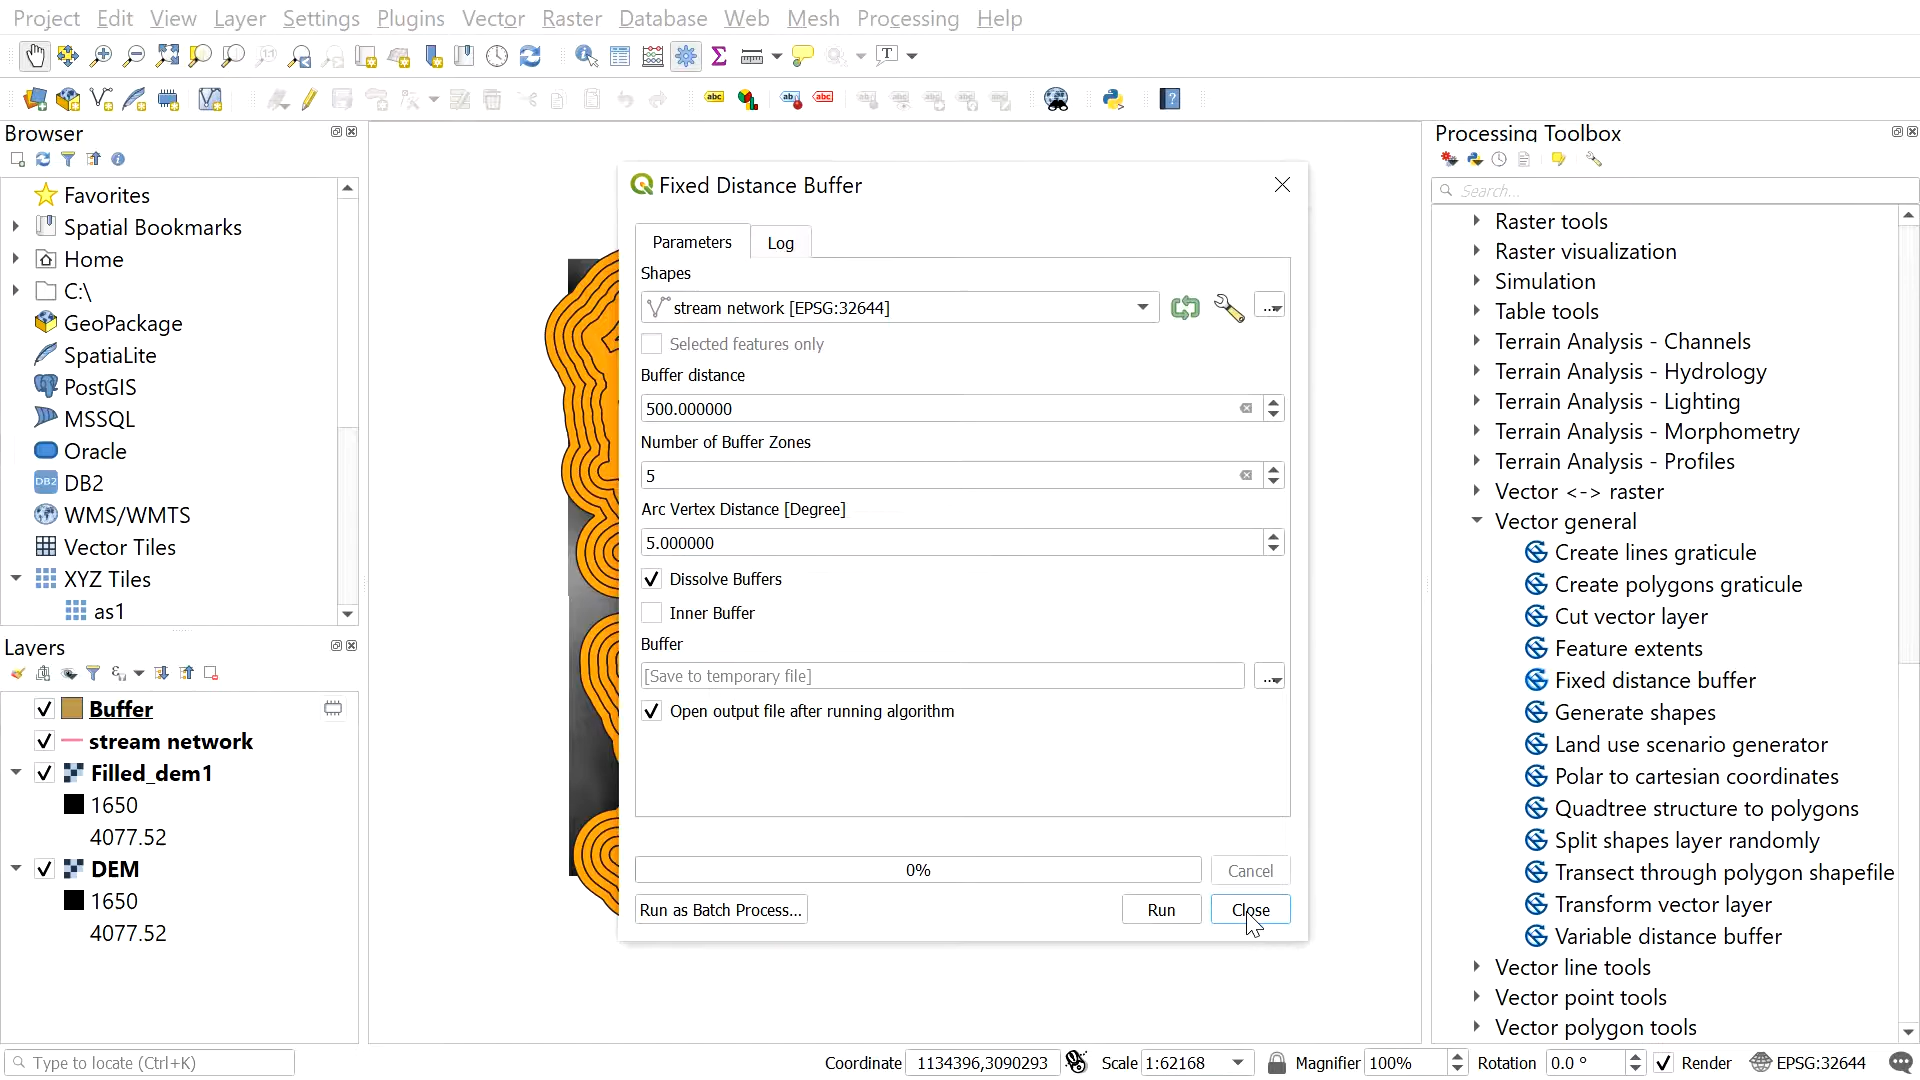 Project Edit View Layer Settings Plugins Vector Raster Database Web Mesh Processing Help
Browser
Favorites
Spatial Bookmarks
Home
C:\
GeoPackage
SpatiaLite
PostGIS
MSSQL
Oracle
DB2
WMS/WMTS
Vector Tiles
XYZ Tiles
as1
Layers
Buffer
stream network
Filled_dem1
1650
4077.52
DEM
1650
4077.52
Fixed Distance Buffer
Parameters Log
Shapes
stream network [EPSG:32644]
Selected features only
Buffer distance
500.000000
Number of Buffer Zones
5
Arc Vertex Distance [Degree]
5.000000
Dissolve Buffers
Inner Buffer
Buffer
[Save to temporary file]
Open output file after running algorithm
0%
Cancel
Run as Batch Process...
Run
Close
Processing Toolbox
Search...
Raster tools
Raster visualization
Simulation
Table tools
Terrain Analysis - Channels
Terrain Analysis - Hydrology
Terrain Analysis - Lighting
Terrain Analysis - Morphometry
Terrain Analysis - Profiles
Vector <-> raster
Vector general
Create lines graticule
Create polygons graticule
Cut vector layer
Feature extents
Fixed distance buffer
Generate shapes
Land use scenario generator
Polar to cartesian coordinates
Quadtree structure to polygons
Split shapes layer randomly
Transect through polygon shapefile
Transform vector layer
Variable distance buffer
Vector line tools
Vector point tools
Vector polygon tools
Type to locate (Ctrl+K)
Coordinate 1134396,3090293 Scale 1:62168 Magnifier 100% Rotation 0.0 ° Render EPSG:32644